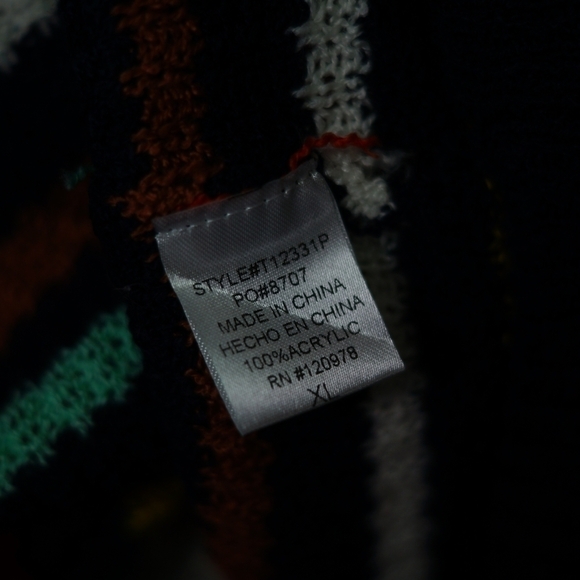 STYLE#T12331P
PO#8707
MADE IN CHINA
HECHO EN CHINA
100%ACRYLIC
RN #120978
XL